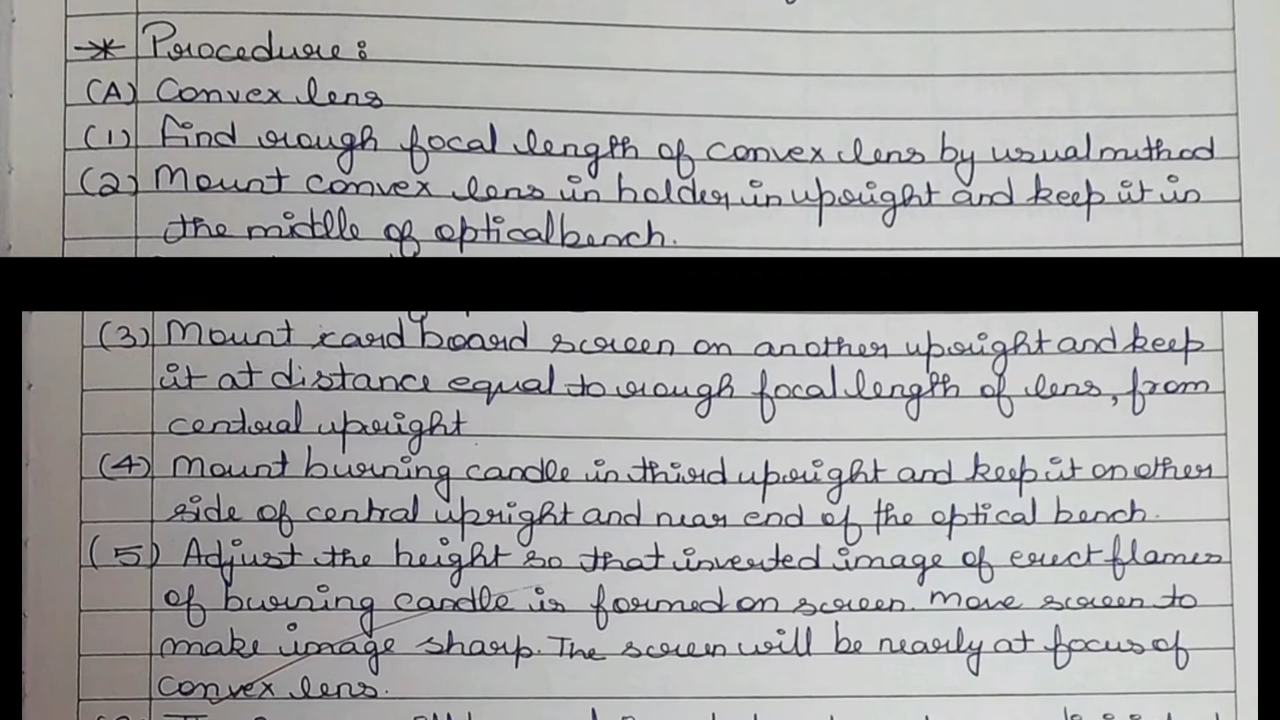 * Procedure:
(A) Convex lens
(1) Find rough focal length of convex lens by usual method
(2) Mount convex lens in holder, in upright and keep it in
the middle of optical bench.
(3) Mount card board screen on another upright and keep
it at distance equal to rough focal length of lens, from
central upright
(4) Mount burning candle in third upright and keep it on other
side of central upright and near end of the optical bench.
(5) Adjust the height so that inverted image of erect flames
of burning candle is formed on screen. Move screen to
make image sharp. The screen will be nearly at focus of
convex lens.